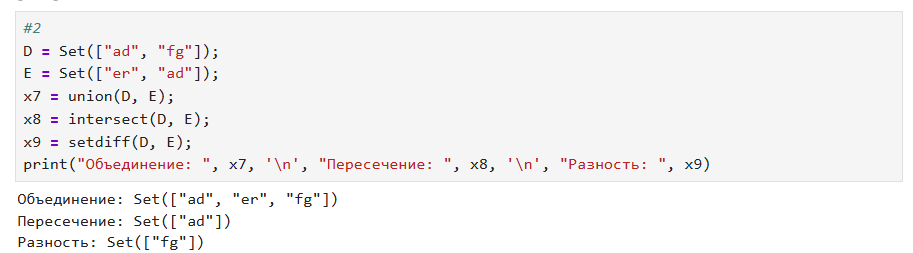 #2
D = Set(["ad", "fg"]);
E = Set(["er", "ad"]);
x7 = union(D, E);
x8 = intersect(D, E);
x9 = setdiff(D, E);
print("Объединение: ", x7, '\n', "Пересечение: ", x8, '\n', "Разность: ", x9)
Объединение: Set(["ad", "er", "fg"])
Пересечение: Set(["ad"])
Разность: Set(["fg"])